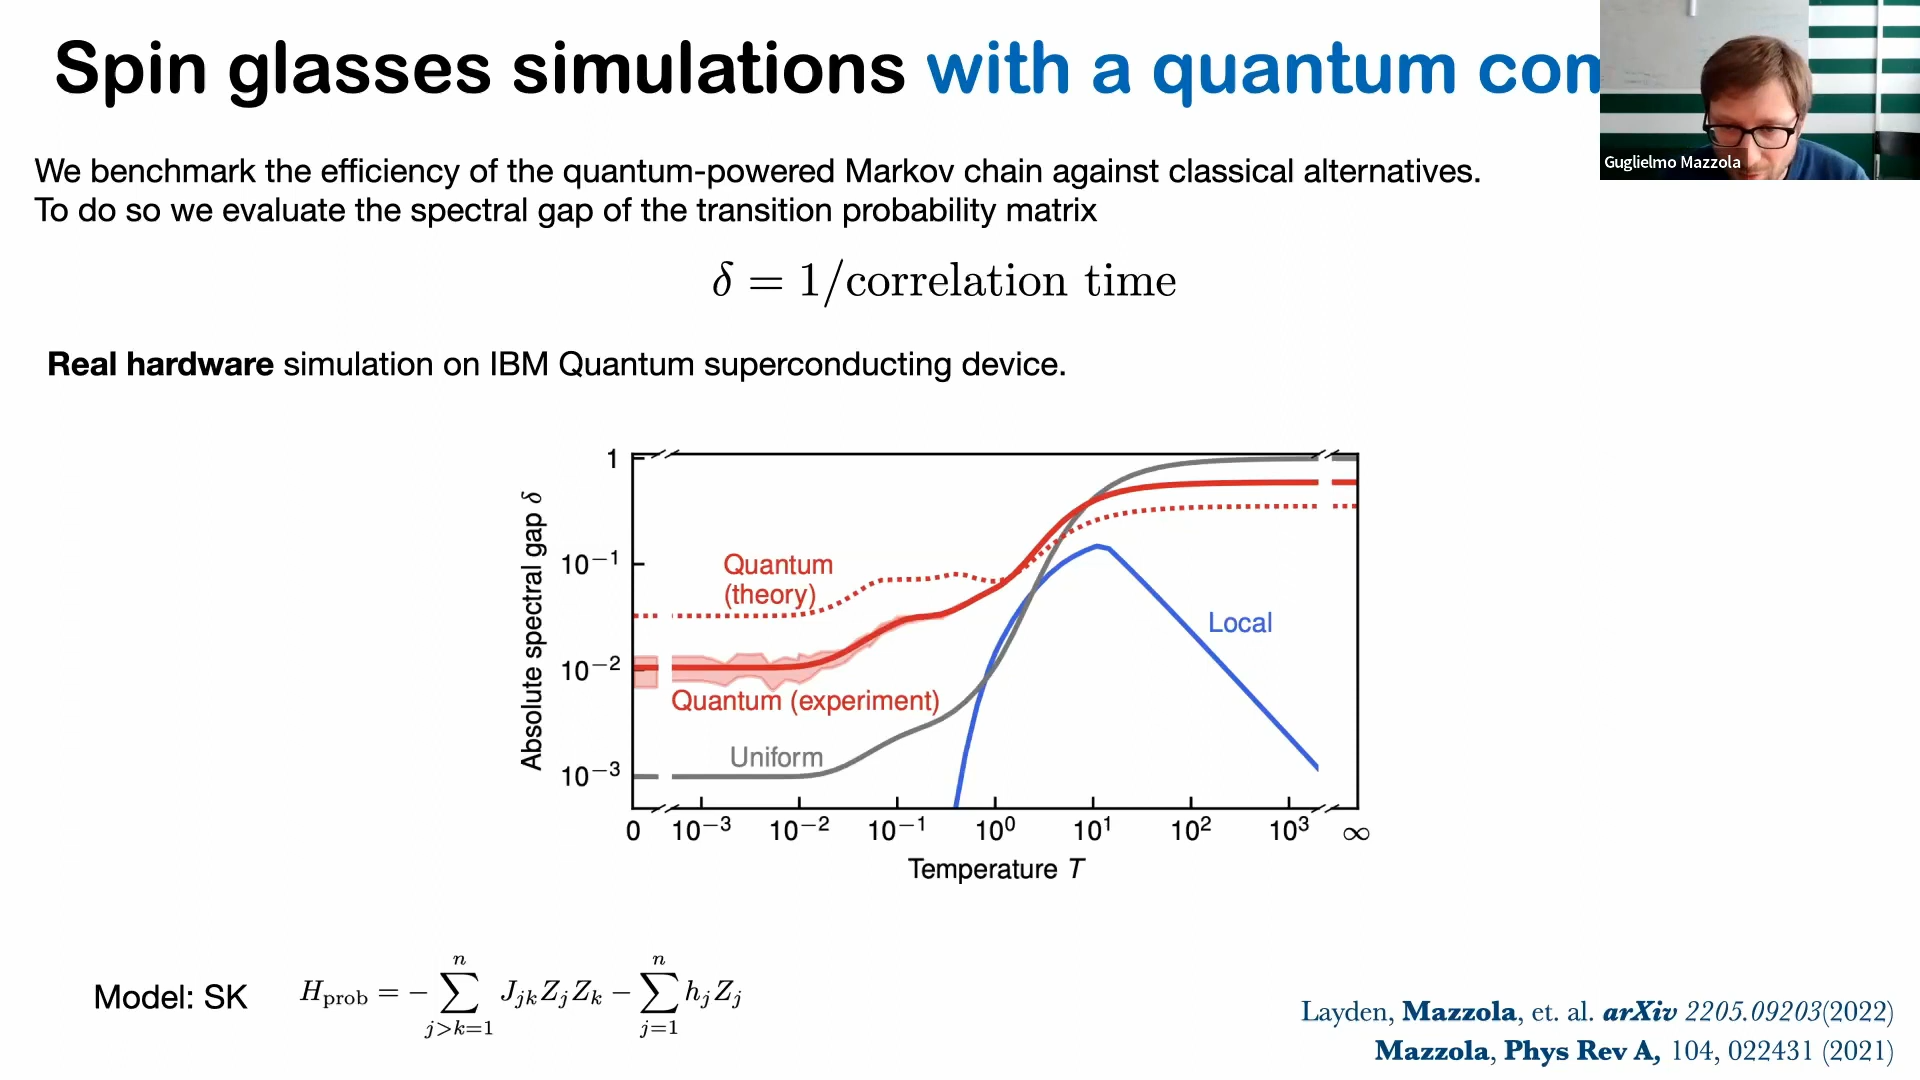 Spin glasses simulations with a quantum com
Guglielmo Mazzola
We benchmark the efficiency of the quantum-powered Markov chain against classical alternatives.
To do so we evaluate the spectral gap of the transition probability matrix
δ = 1/correlation time
Real hardware simulation on IBM Quantum superconducting device.
Absolute spectral gap δ
1
10⁻¹
10⁻²
10⁻³
Quantum
(theory)
Quantum (experiment)
Uniform
Local
0 10⁻³ 10⁻² 10⁻¹ 10⁰ 10¹ 10² 10³ ∞
Temperature T
Model: SK H_prob = − ∑_{j>k=1}^{n} J_{jk} Z_j Z_k − ∑_{j=1}^{n} h_j Z_j
Layden, Mazzola, et. al. arXiv 2205.09203(2022)
Mazzola, Phys Rev A, 104, 022431 (2021)